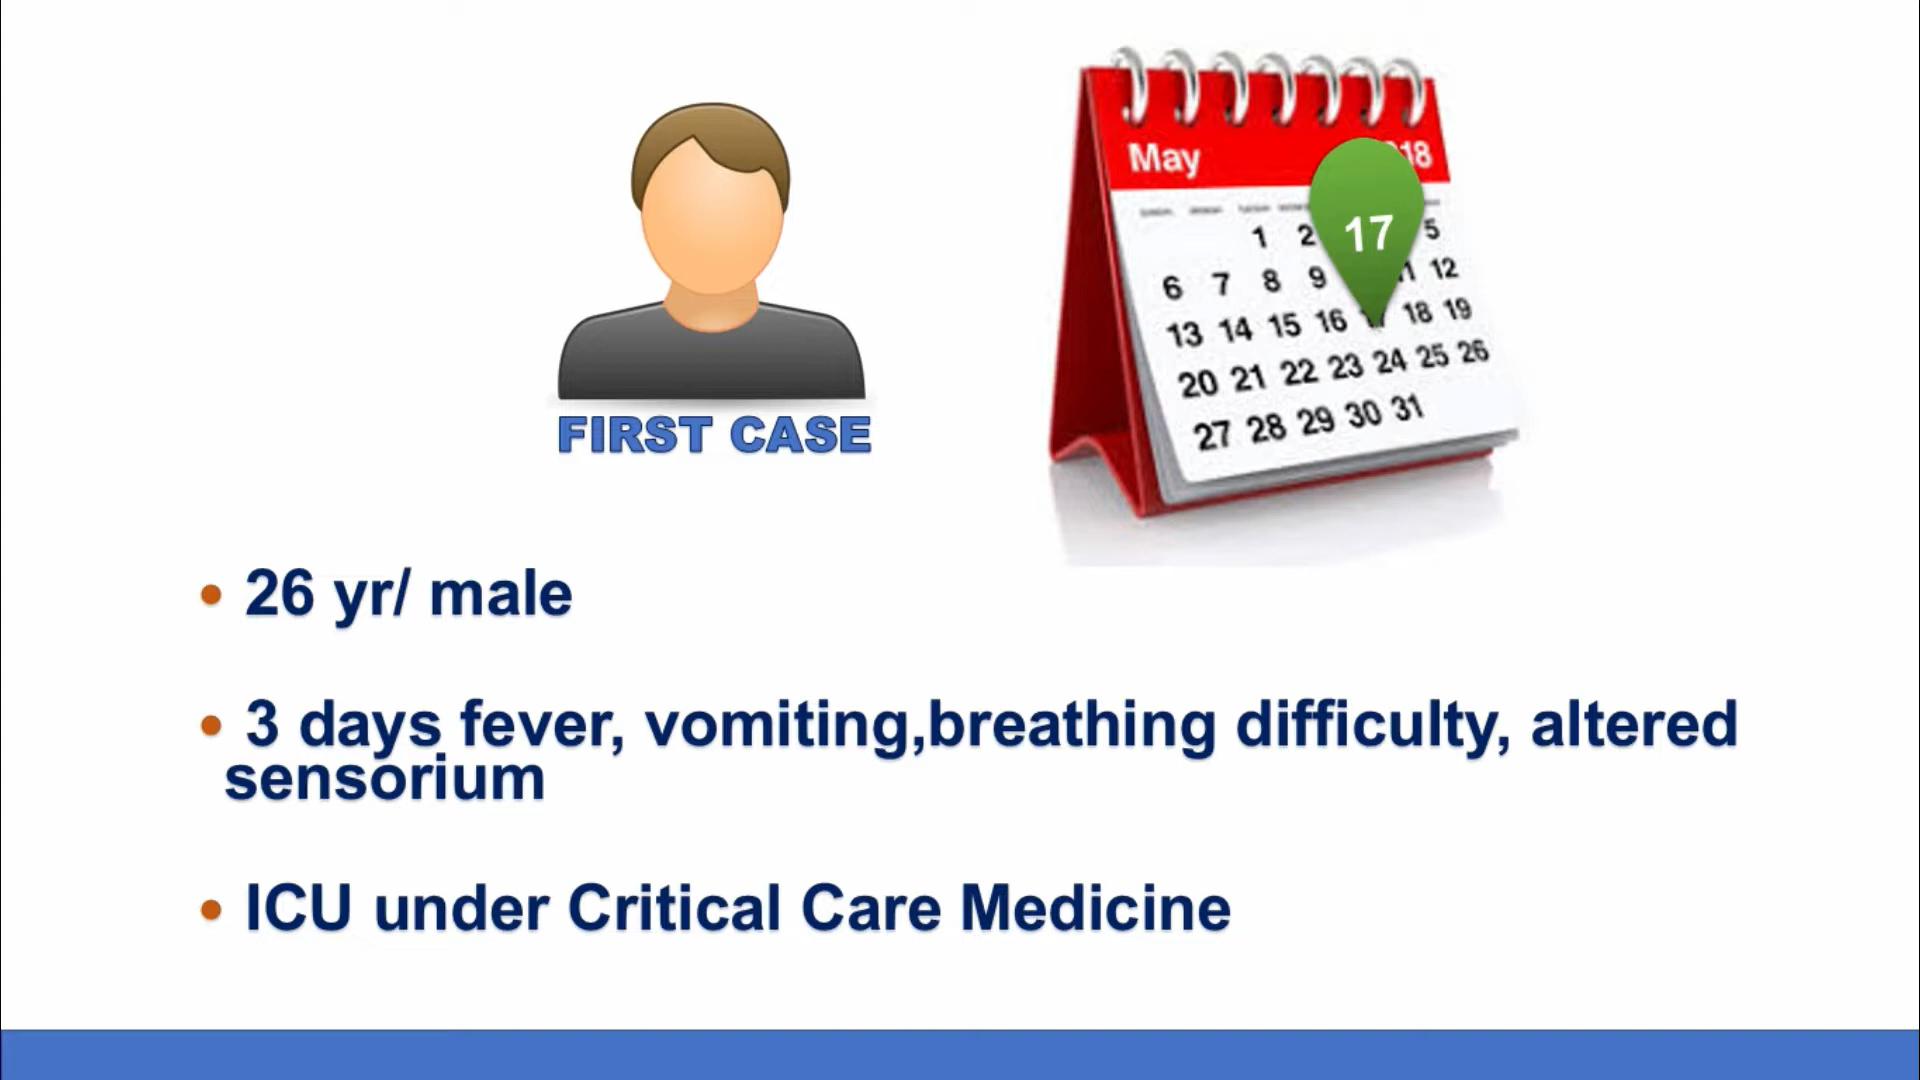 May 18
17
1 2 5
6 7 8 9 11 12
13 14 15 16 18 19
20 21 22 23 24 25 26
27 28 29 30 31
FIRST CASE
• 26 yr/ male
• 3 days fever, vomiting,breathing difficulty, altered
sensorium
• ICU under Critical Care Medicine